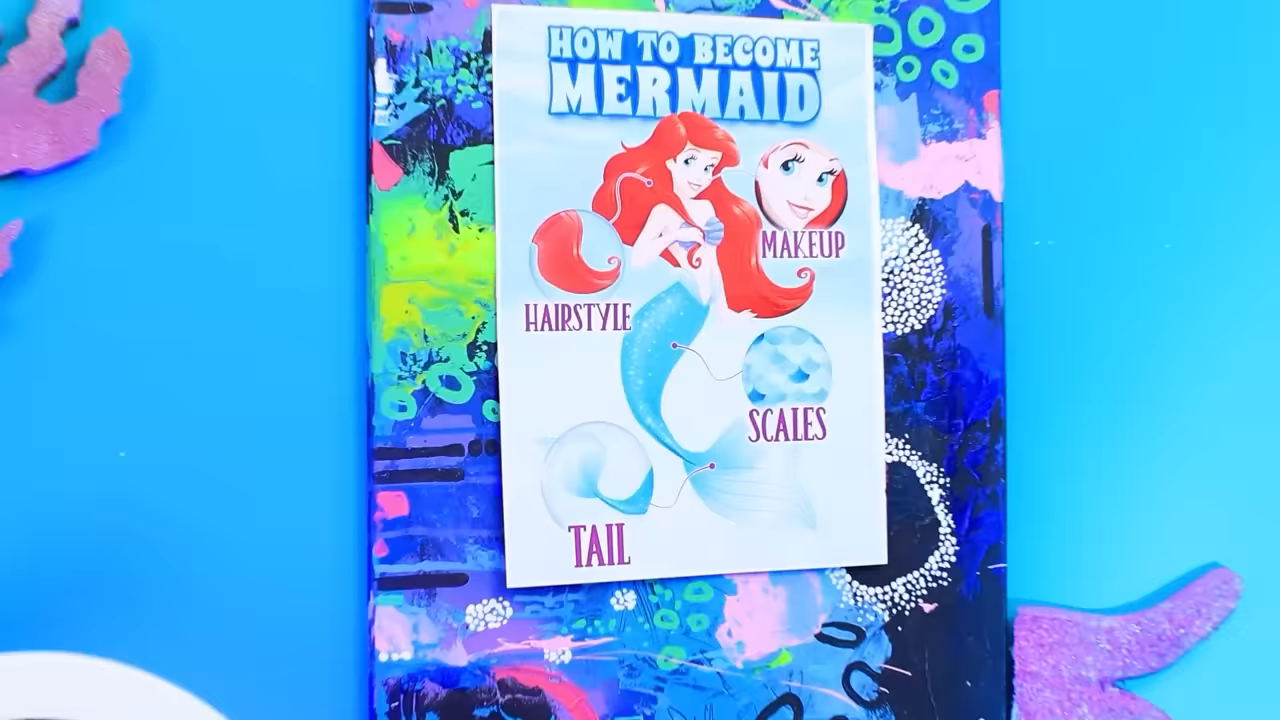 HOW TO BECOME
MERMAID
MAKEUP
HAIRSTYLE
SCALES
TAIL